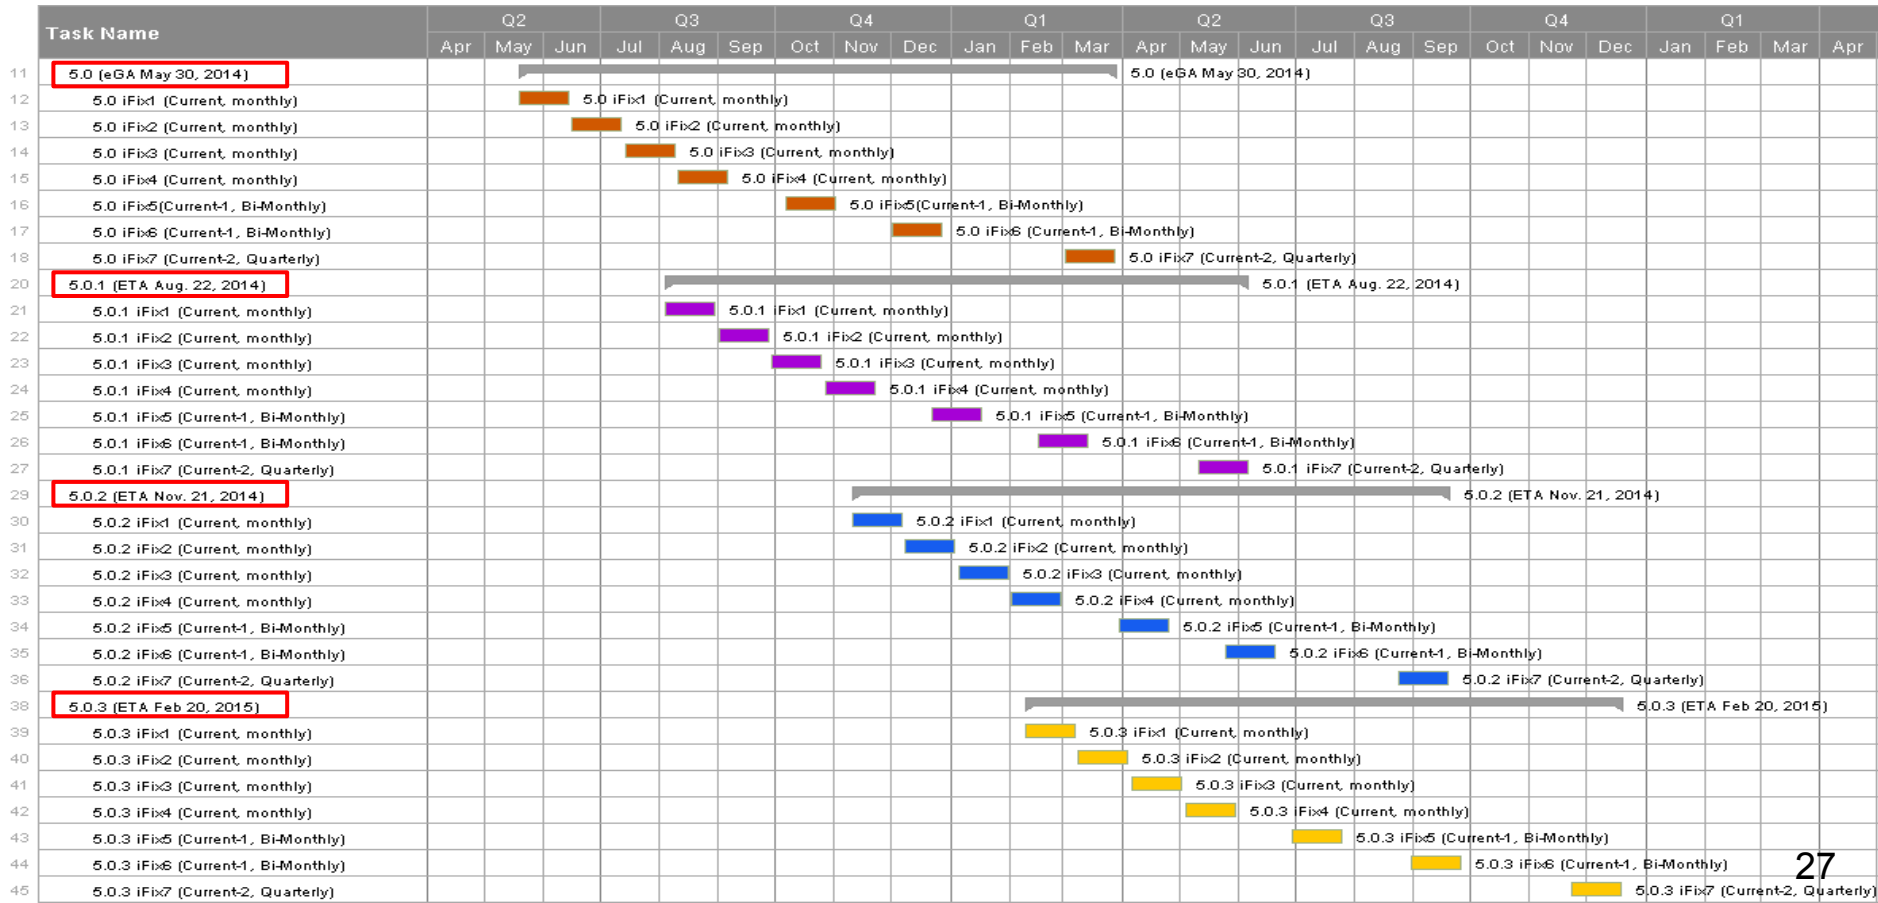 Task Name
Q2 Q3 Q4 Q1 Q2 Q3 Q4 Q1
Apr May Jun Jul Aug Sep Oct Nov Dec Jan Feb Mar Apr May Jun Jul Aug Sep Oct Nov Dec Jan Feb Mar Apr
11 5.0 (eGA May 30, 2014) 5.0 (eGA May 30, 2014)
12 5.0 iFix1 (Current, monthly) 5.0 iFix1 (Current, monthly)
13 5.0 iFix2 (Current, monthly) 5.0 iFix2 (Current, monthly)
14 5.0 iFix3 (Current, monthly) 5.0 iFix3 (Current, monthly)
15 5.0 iFix4 (Current, monthly) 5.0 iFix4 (Current, monthly)
16 5.0 iFix5(Current-1, Bi-Monthly) 5.0 iFix5(Current-1, Bi-Monthly)
17 5.0 iFix6 (Current-1, Bi-Monthly) 5.0 iFix6 (Current-1, Bi-Monthly)
18 5.0 iFix7 (Current-2, Quarterly) 5.0 iFix7 (Current-2, Quarterly)
20 5.0.1 (ETA Aug. 22, 2014) 5.0.1 (ETA Aug. 22, 2014)
21 5.0.1 iFix1 (Current, monthly) 5.0.1 iFix1 (Current, monthly)
22 5.0.1 iFix2 (Current, monthly) 5.0.1 iFix2 (Current, monthly)
23 5.0.1 iFix3 (Current, monthly) 5.0.1 iFix3 (Current, monthly)
24 5.0.1 iFix4 (Current, monthly) 5.0.1 iFix4 (Current, monthly)
25 5.0.1 iFix5 (Current-1, Bi-Monthly) 5.0.1 iFix5 (Current-1, Bi-Monthly)
26 5.0.1 iFix6 (Current-1, Bi-Monthly) 5.0.1 iFix6 (Current-1, Bi-Monthly)
27 5.0.1 iFix7 (Current-2, Quarterly) 5.0.1 iFix7 (Current-2, Quarterly)
29 5.0.2 (ETA Nov. 21, 2014) 5.0.2 (ETA Nov. 21, 2014)
30 5.0.2 iFix1 (Current, monthly) 5.0.2 iFix1 (Current, monthly)
31 5.0.2 iFix2 (Current, monthly) 5.0.2 iFix2 (Current, monthly)
32 5.0.2 iFix3 (Current, monthly) 5.0.2 iFix3 (Current, monthly)
33 5.0.2 iFix4 (Current, monthly) 5.0.2 iFix4 (Current, monthly)
34 5.0.2 iFix5 (Current-1, Bi-Monthly) 5.0.2 iFix5 (Current-1, Bi-Monthly)
35 5.0.2 iFix6 (Current-1, Bi-Monthly) 5.0.2 iFix6 (Current-1, Bi-Monthly)
36 5.0.2 iFix7 (Current-2, Quarterly) 5.0.2 iFix7 (Current-2, Quarterly)
38 5.0.3 (ETA Feb 20, 2015) 5.0.3 (ETA Feb 20, 2015)
39 5.0.3 iFix1 (Current, monthly) 5.0.3 iFix1 (Current, monthly)
40 5.0.3 iFix2 (Current, monthly) 5.0.3 iFix2 (Current, monthly)
41 5.0.3 iFix3 (Current, monthly) 5.0.3 iFix3 (Current, monthly)
42 5.0.3 iFix4 (Current, monthly) 5.0.3 iFix4 (Current, monthly)
43 5.0.3 iFix5 (Current-1, Bi-Monthly) 5.0.3 iFix5 (Current-1, Bi-Monthly)
44 5.0.3 iFix6 (Current-1, Bi-Monthly) 5.0.3 iFix6 (Current-1, Bi-Monthly)
27
45 5.0.3 iFix7 (Current-2, Quarterly) 5.0.3 iFix7 (Current-2, Quarterly)